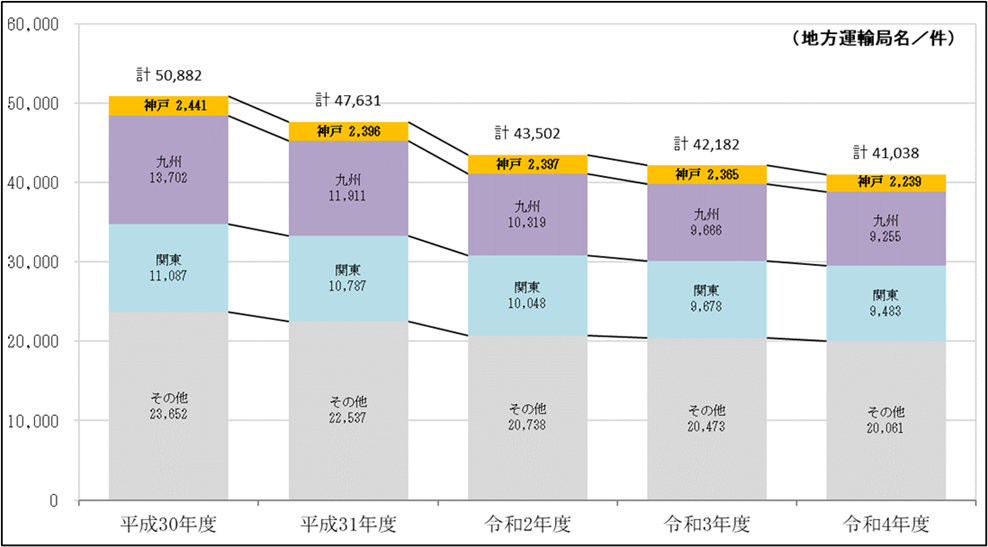 (地方運輸局名／件)
60,000
50,000
40,000
30,000
20,000
10,000
0
計 50,882
神戸 2,441
九州
13,702
関東
11,087
その他
23,652
平成30年度
計 47,631
神戸 2,396
九州
11,911
関東
10,787
その他
22,537
平成31年度
計 43,502
神戸 2,397
九州
10,319
関東
10,048
その他
20,738
令和2年度
計 42,182
神戸 2,365
九州
9,666
関東
9,678
その他
20,473
令和3年度
計 41,038
神戸 2,239
九州
9,255
関東
9,483
その他
20,061
令和4年度